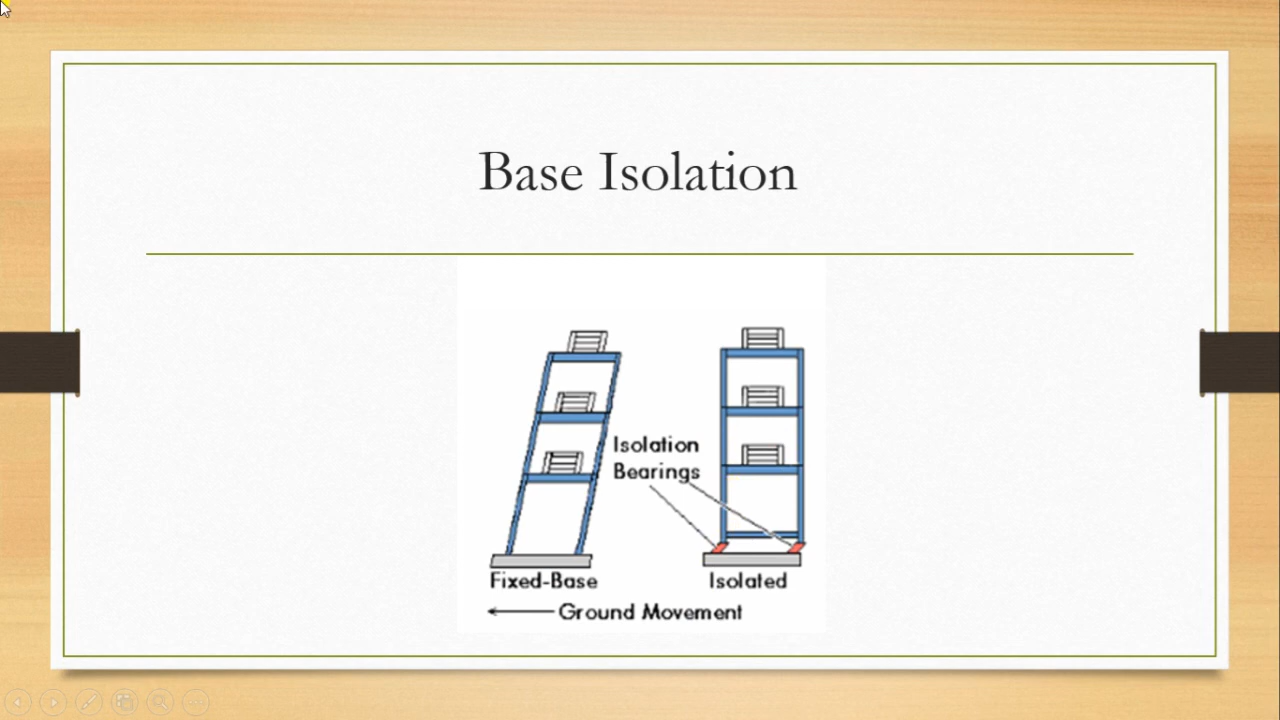 Base Isolation
Isolation
Bearings
Fixed-Base
Isolated
Ground Movement